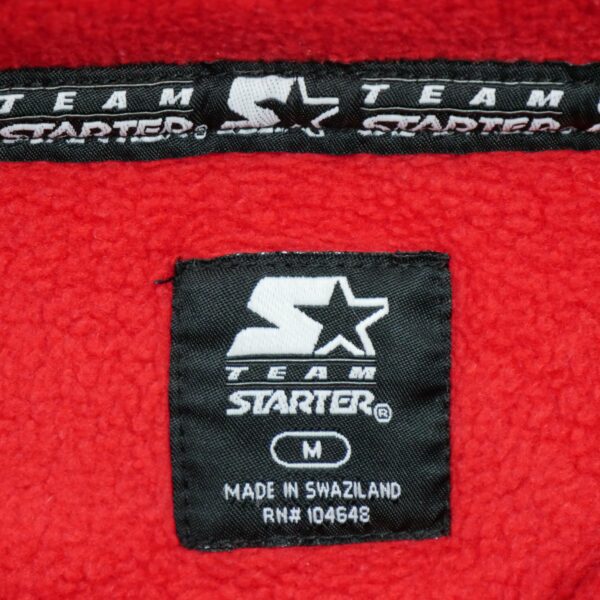 TEAM TEAM
STARTER® STARTER®
TEAM
STARTER®
M
MADE IN SWAZILAND
RN# 104648